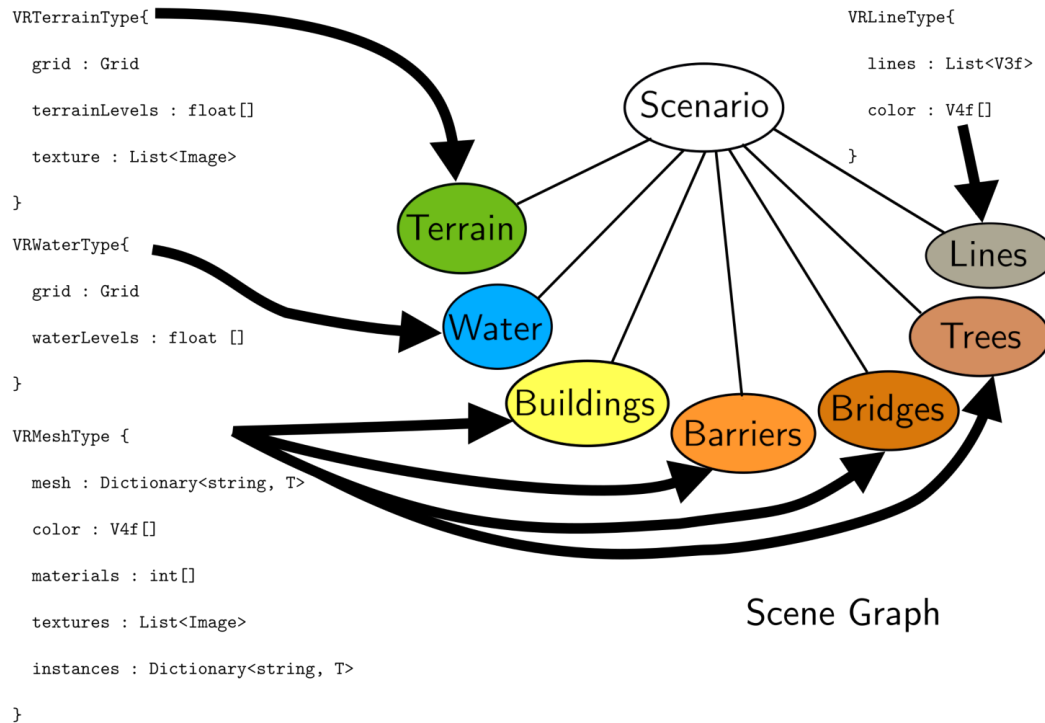 VRTerrainType{
grid : Grid
terrainLevels : float[]
texture : List<Image>
}
VRWaterType{
grid : Grid
waterLevels : float []
}
VRMeshType {
mesh : Dictionary<string, T>
color : V4f[]
materials : int[]
textures : List<Image>
instances : Dictionary<string, T>
}
VRLineType{
lines : List<V3f>
color : V4f[]
}
Scenario
Terrain
Water
Buildings
Barriers
Bridges
Trees
Lines
Scene Graph